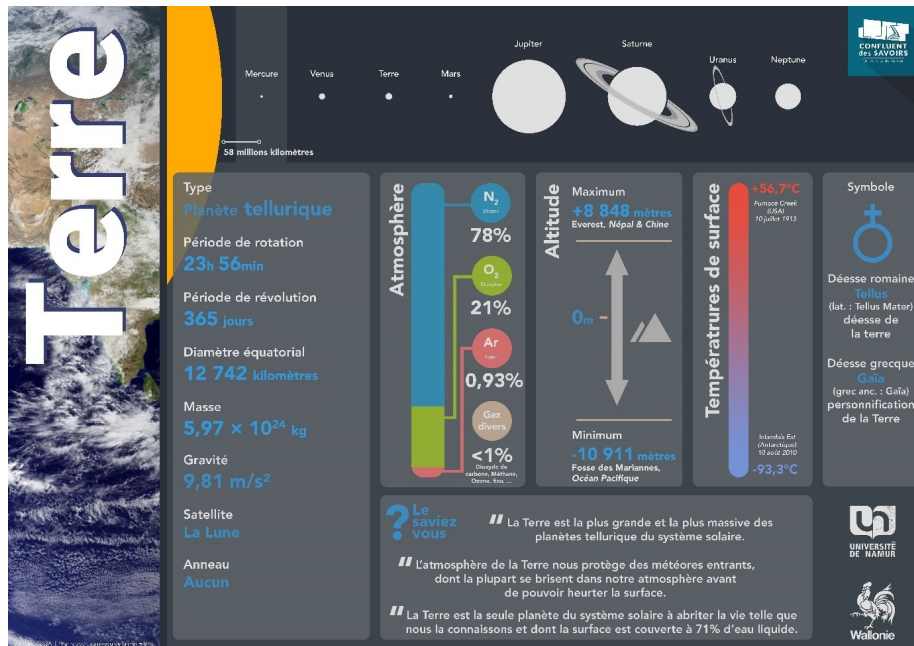 Terre
Mercure
Venus
Terre
Mars
Jupiter
Saturne
Uranus
Neptune
58 millions kilomètres
CONFLUENT
des SAVOIRS
Type
Planète tellurique
Période de rotation
23h 56min
Période de révolution
365 jours
Diamètre équatorial
12 742 kilomètres
Masse
5,97 × 10²⁴ kg
Gravité
9,81 m/s²
Satellite
La Lune
Anneau
Aucun
Atmosphère
N₂
78%
O₂
21%
Ar
0,93%
Gaz
divers
<1%
Dioxyde de
carbone, Méthane,
Ozone, Eau, ...
Altitude
Maximum
+8 848 mètres
Everest, Népal & Chine
0m
Minimum
-10 911 mètres
Fosse des Mariannes,
Océan Pacifique
Températrures de surface
+56,7°C
Furnace Creek
(USA)
10 juillet 1913
Inlandsis Est
(Antarctique)
10 août 2010
-93,3°C
Symbole
Déesse romaine
Tellus
(lat. : Tellus Mater)
déesse de
la terre
Déesse grecque
Gaïa
(grec anc. : Gaïa)
personnification
de la Terre
? Le
saviez
vous
" La Terre est la plus grande et la plus massive des
planètes tellurique du système solaire.
" L'atmosphère de la Terre nous protège des météores entrants,
dont la plupart se brisent dans notre atmosphère avant
de pouvoir heurter la surface.
" La Terre est la seule planète du système solaire à abriter la vie telle que
nous la connaissons et dont la surface est couverte à 71% d'eau liquide.
UNIVERSITÉ
DE NAMUR
Wallonie